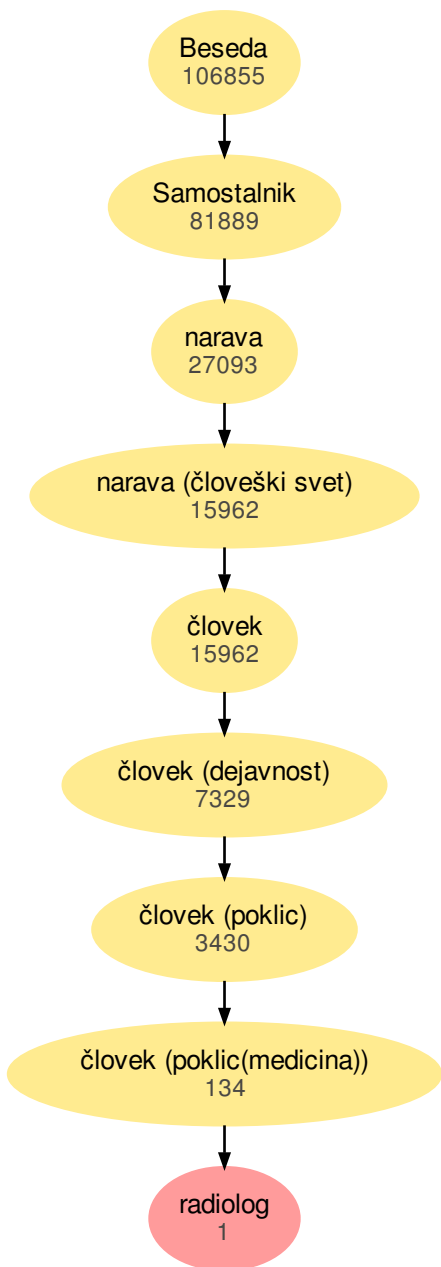 Beseda
106855
Samostalnik
81889
narava
27093
narava (človeški svet)
15962
človek
15962
človek (dejavnost)
7329
človek (poklic)
3430
človek (poklic(medicina))
134
radiolog
1